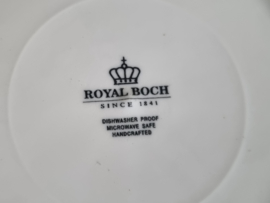 ROYAL BOCH
SINCE 1841
DISHWASHER PROOF
MICROWAVE SAFE
HANDCRAFTED